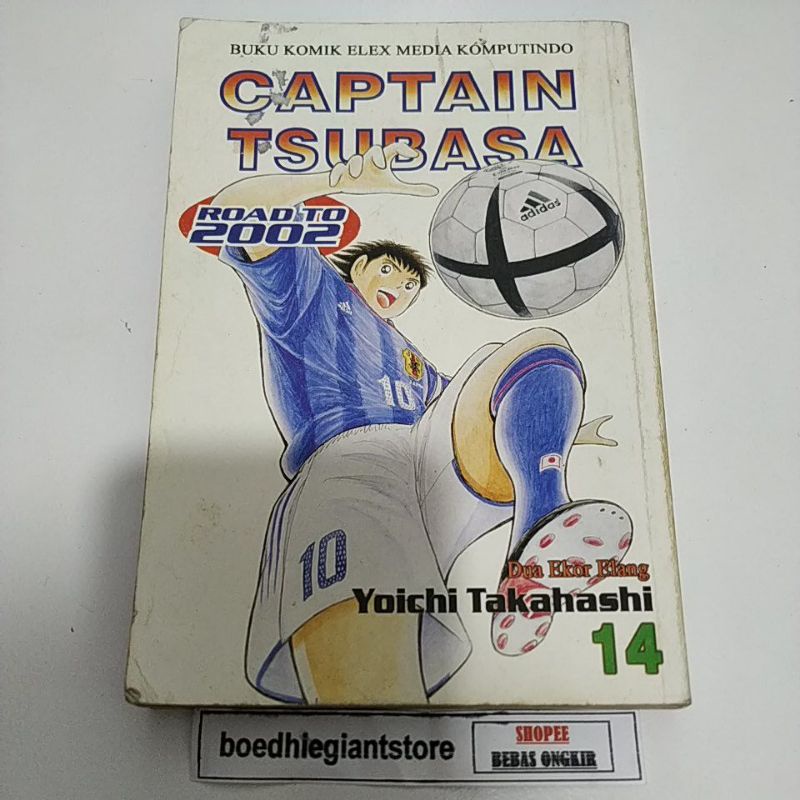 BUKU KOMIK ELEX MEDIA KOMPUTINDO
CAPTAIN
TSUBASA
ROAD TO
2002
adidas
10
10
Dua Ekor Elang
Yoichi Takahashi
14
boedhiegiantstore
SHOPEE
BEBAS ONGKIR